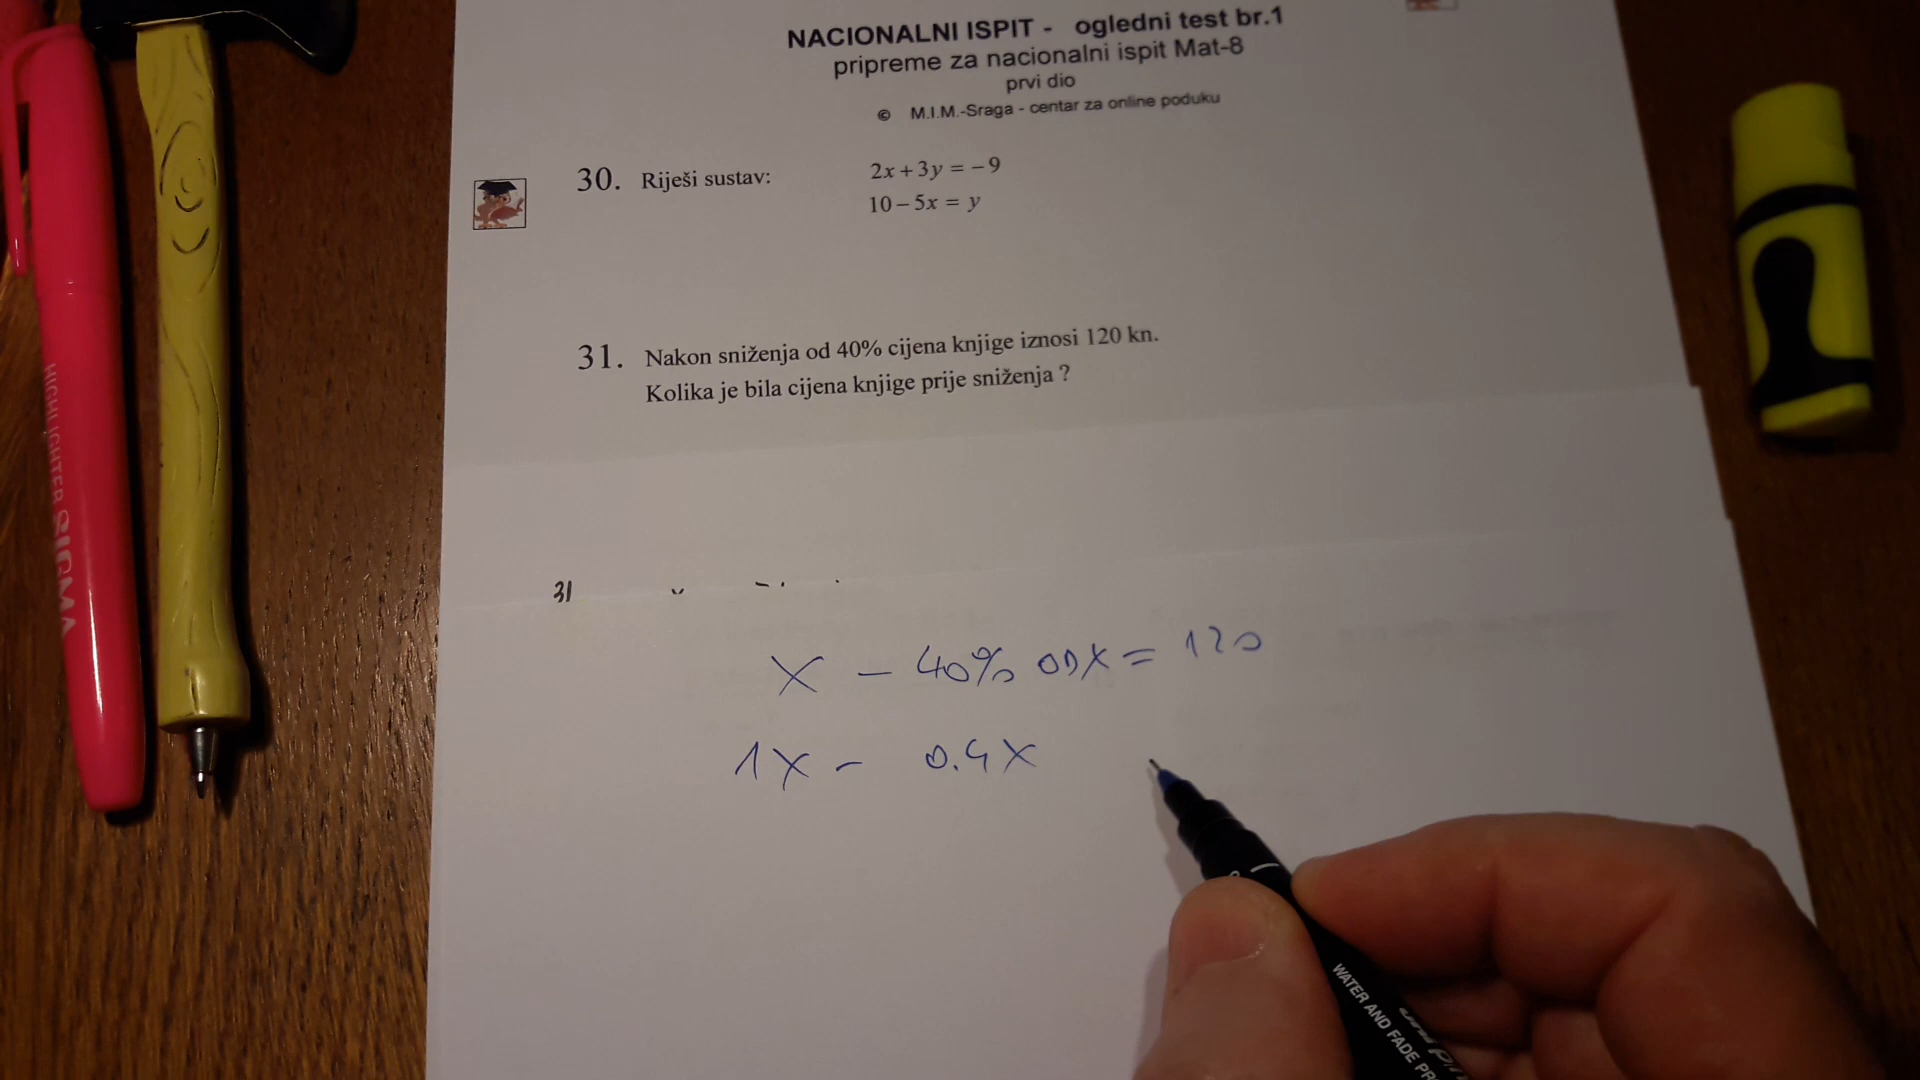 NACIONALNI ISPIT - ogledni test br.1
pripreme za nacionalni ispit Mat-8
prvi dio
© M.I.M.-Sraga - centar za online poduku
30. Riješi sustav: 2x + 3y = -9
10 - 5x = y
31. Nakon sniženja od 40% cijena knjige iznosi 120 kn.
Kolika je bila cijena knjige prije sniženja ?
31
x - 40% OD x = 120
1x - 0.4x
HIGHLIGHTER SIGMA
WATER AND FADE